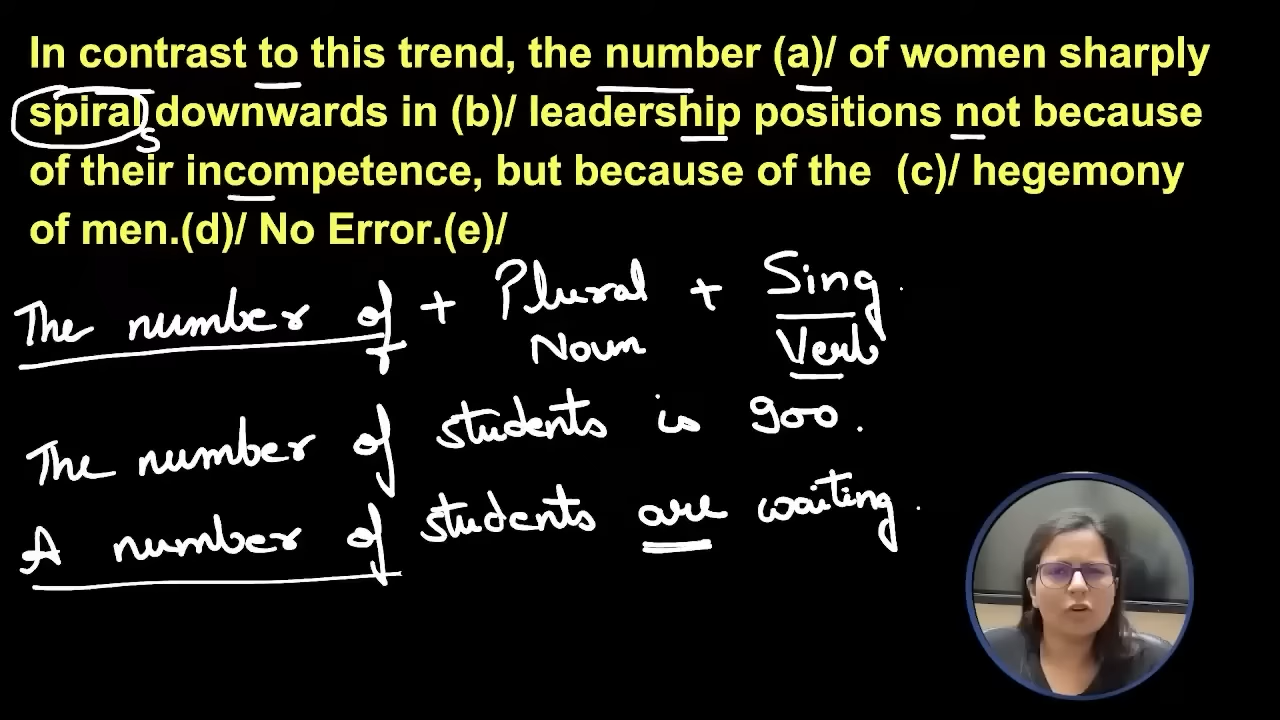 In contrast to this trend, the number (a)/ of women sharply
spirals downwards in (b)/ leadership positions not because
of their incompetence, but because of the (c)/ hegemony
of men.(d)/ No Error.(e)/
The number of + Plural + Sing.
Noun Verb
The number of students is 900.
A number of students are waiting.